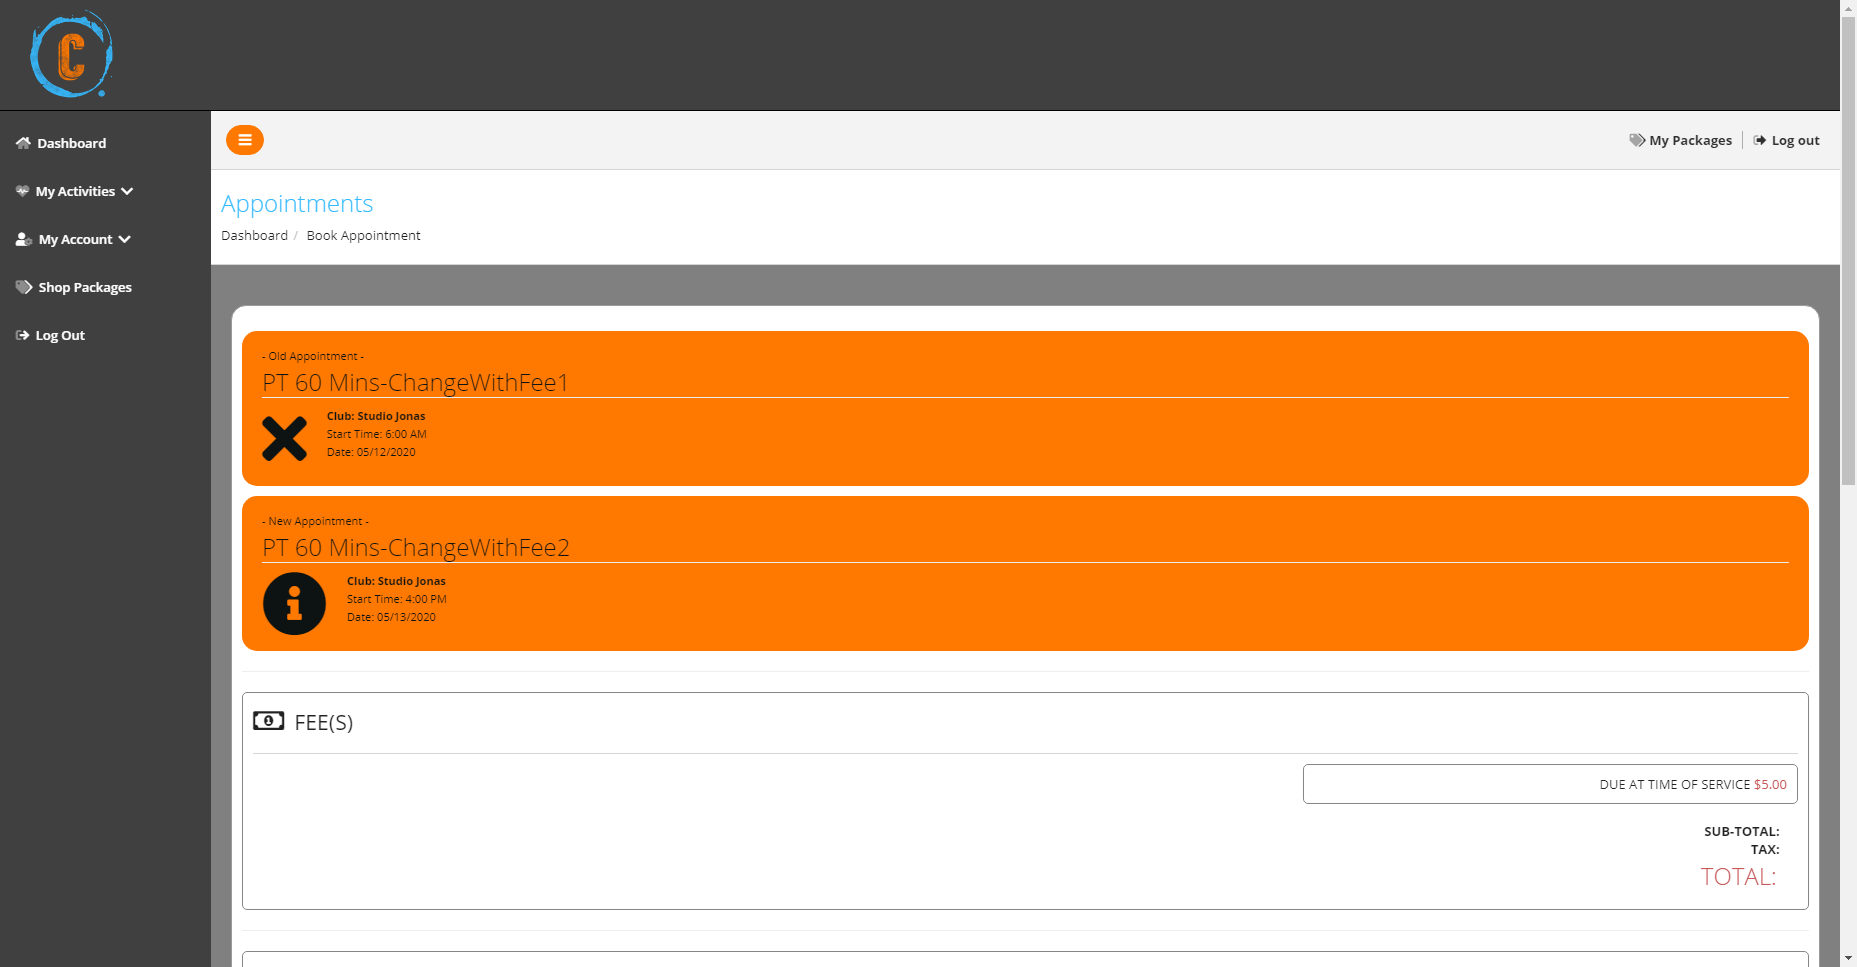 C
Dashboard
My Activities
My Account
Shop Packages
Log Out
My Packages
Log out
Appointments
Dashboard / Book Appointment
- Old Appointment -
PT 60 Mins-ChangeWithFee1
Club: Studio Jonas
Start Time: 6:00 AM
Date: 05/12/2020
- New Appointment -
PT 60 Mins-ChangeWithFee2
Club: Studio Jonas
Start Time: 4:00 PM
Date: 05/13/2020
FEE(S)
DUE AT TIME OF SERVICE $5.00
SUB-TOTAL:
TAX:
TOTAL: